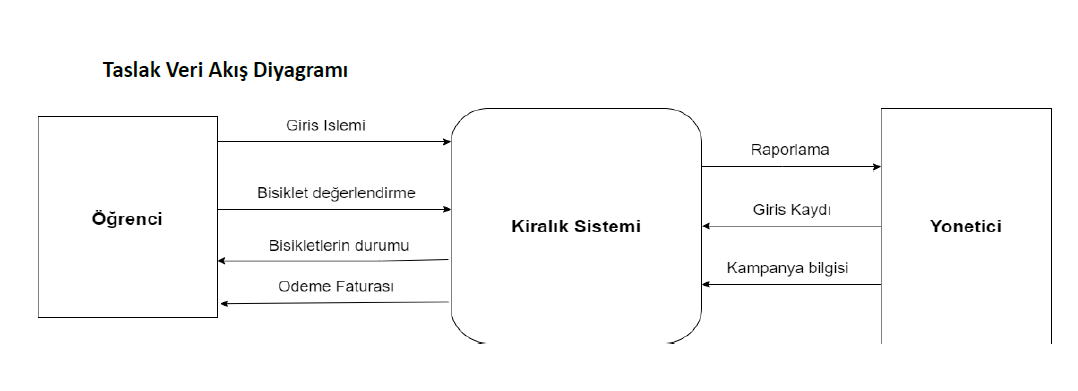 Taslak Veri Akış Diyagramı
Giris Islemi
Bisiklet değerlendirme
Öğrenci
Bisikletlerin durumu
Odeme Faturası
Kiralık Sistemi
Raporlama
Giris Kaydı
Kampanya bilgisi
Yonetici